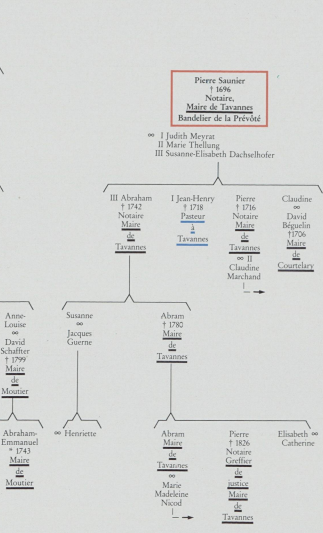 Pierre Saunier
† 1696
Notaire,
Maire de Tavannes
Bandelier de la Prévôté
∞ I Judith Meyrat
II Marie Thellung
III Susanne-Elisabeth Dachselhofer
III Abraham
† 1742
Notaire
Maire
de
Tavannes
I Jean-Henry
† 1718
Pasteur
à
Tavannes
Pierre
† 1716
Notaire
Maire
de
Tavannes
∞ II
Claudine
Marchand
Claudine
∞
David
Béguelin
†1706
Maire
de
Courtelary
Anne-
Louise
∞
David
Schaffter
† 1799
Maire
de
Moutier
Susanne
∞
Jacques
Guerne
Abram
† 1780
Maire
de
Tavannes
Abraham-
Emmanuel
* 1743
Maire
de
Moutier
∞ Henriette
Abram
Maire
de
Tavannes
∞
Marie
Madeleine
Nicod
Pierre
† 1826
Notaire
Greffier
de
justice
Maire
de
Tavannes
Elisabeth ∞
Catherine